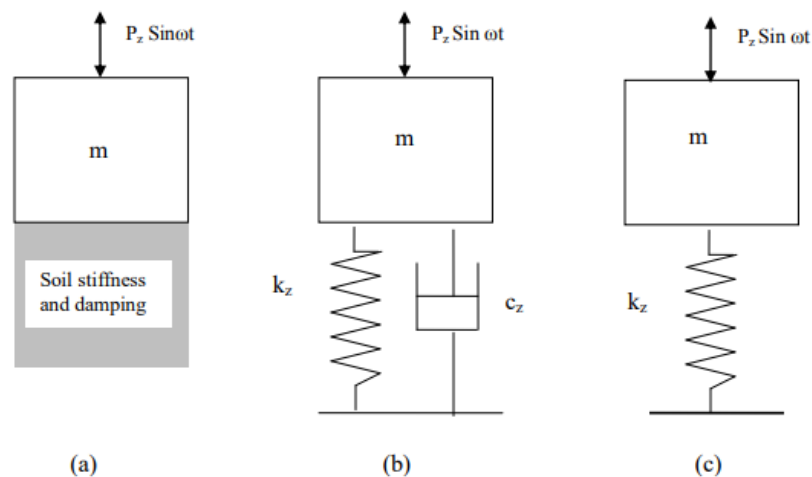 P_z Sinωt
P_z Sin ωt
P_z Sin ωt
m
m
m
Soil stiffness
and damping
k_z
c_z
k_z
(a)
(b)
(c)